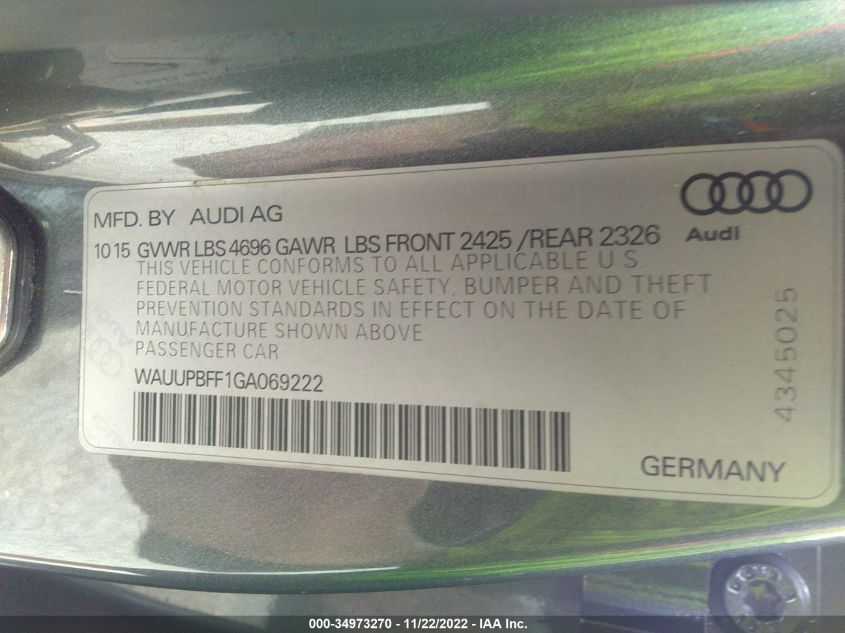 MFD. BY AUDI AG
10 15 GVWR LBS 4696 GAWR LBS FRONT 2425 /REAR 2326
Audi
THIS VEHICLE CONFORMS TO ALL APPLICABLE U.S.
FEDERAL MOTOR VEHICLE SAFETY, BUMPER AND THEFT
PREVENTION STANDARDS IN EFFECT ON THE DATE OF
MANUFACTURE SHOWN ABOVE
PASSENGER CAR
WAUUPBFF1GA069222
4345025
GERMANY
000-34973270 - 11/22/2022 - IAA Inc.